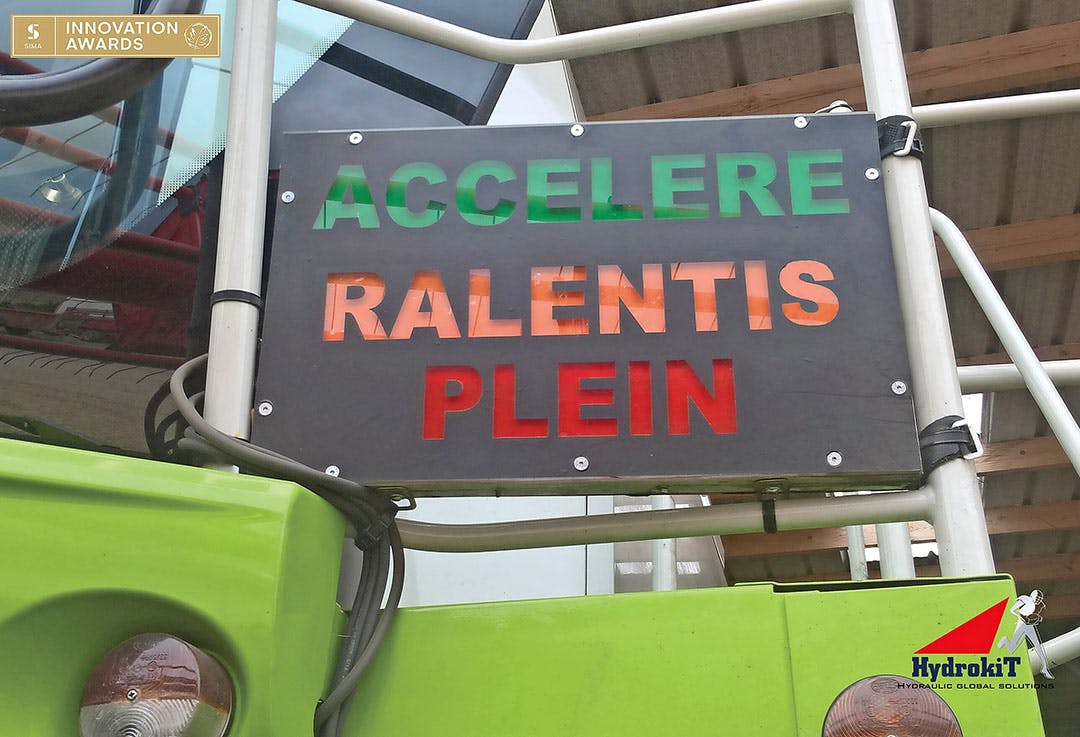 SIMA
INNOVATION
AWARDS
ACCELERE
RALENTIS
PLEIN
HydrokiT
HYDRAULIC GLOBAL SOLUTIONS